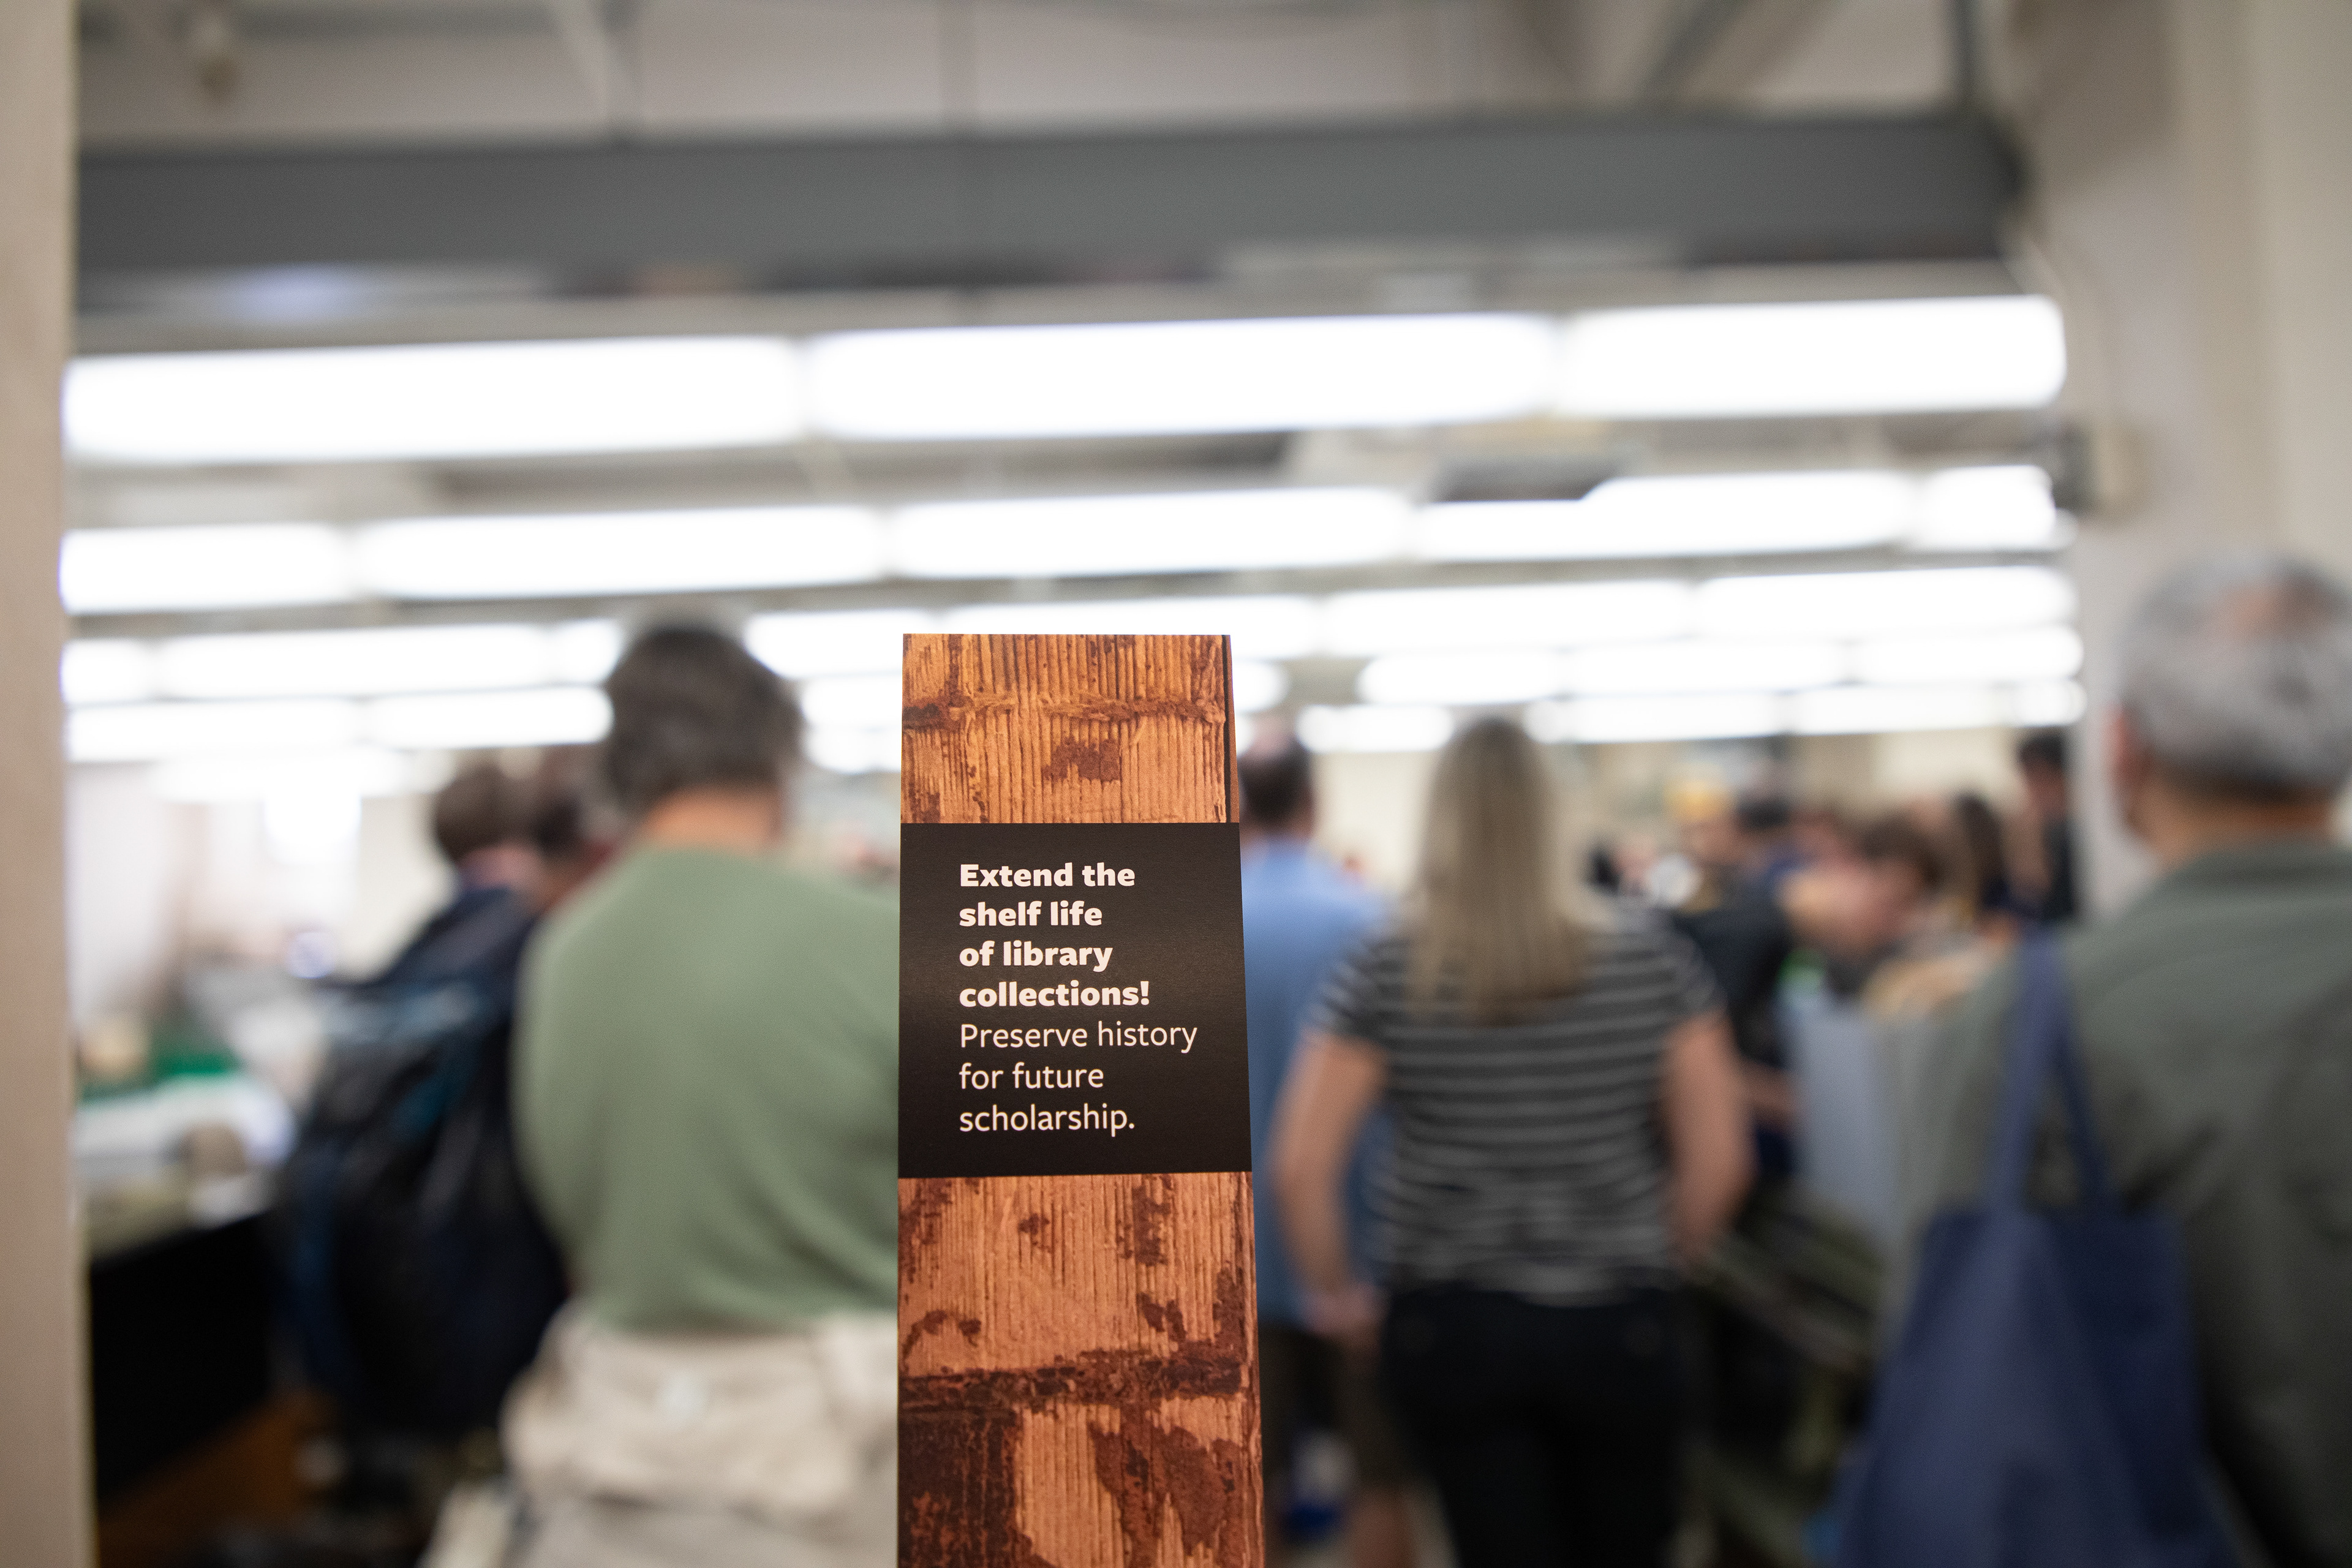 Extend the
shelf life
of library
collections!
Preserve history
for future
scholarship.